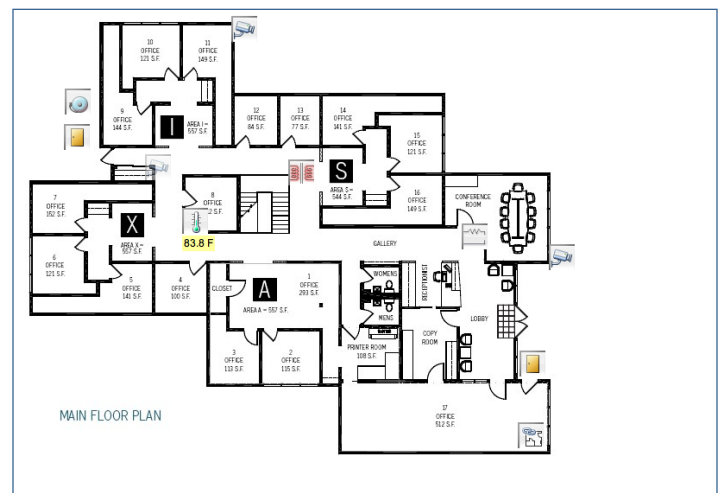 10
OFFICE
121 S.F.
11
OFFICE
149 S.F.
9
OFFICE
144 S.F.
I
AREA I =
557 S.F.
12
OFFICE
84 S.F.
13
OFFICE
77 S.F.
14
OFFICE
141 S.F.
15
OFFICE
121 S.F.
S
AREA S =
544 S.F.
16
OFFICE
149 S.F.
CONFERENCE
ROOM
7
OFFICE
152 S.F.
8
OFFICE
2 S.F.
X
AREA X =
557 S.F.
83.8 F
6
OFFICE
121 S.F.
5
OFFICE
141 S.F.
4
OFFICE
100 S.F.
GALLERY
CLOSET
A
1
OFFICE
293 S.F.
AREA A = 557 S.F.
WOMENS
MENS
RECEPTIONIST
LOBBY
COPY
ROOM
PRINTER ROOM
108 S.F.
3
OFFICE
113 S.F.
2
OFFICE
115 S.F.
17
OFFICE
512 S.F.
MAIN FLOOR PLAN